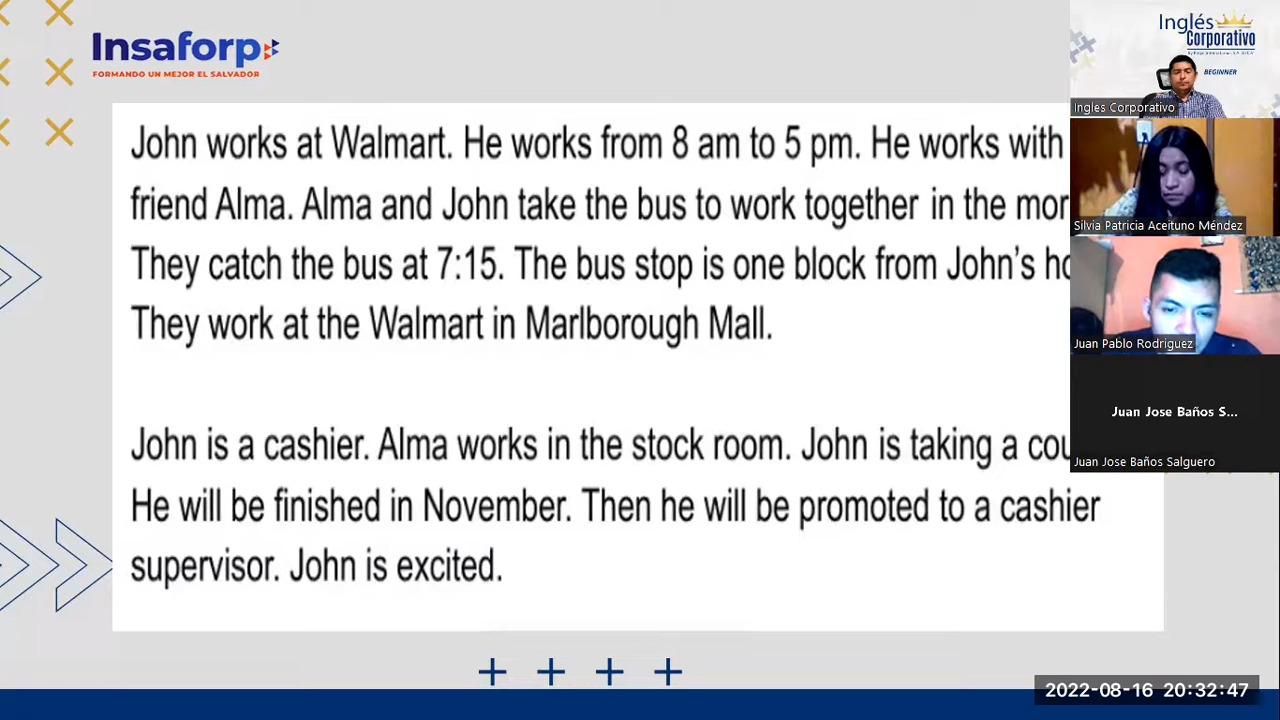 Insaforp
FORMANDO UN MEJOR EL SALVADOR
John works at Walmart. He works from 8 am to 5 pm. He works with
friend Alma. Alma and John take the bus to work together in the mor
They catch the bus at 7:15. The bus stop is one block from John's ho
They work at the Walmart in Marlborough Mall.
John is a cashier. Alma works in the stock room. John is taking a cou
He will be finished in November. Then he will be promoted to a cashier
supervisor. John is excited.
Inglés
Corporativo
BEGINNER
Ingles Corporativo
Silvia Patricia Aceituno Méndez
Juan Pablo Rodriguez
Juan Jose Baños S...
Juan Jose Baños Salguero
2022-08-16 20:32:47